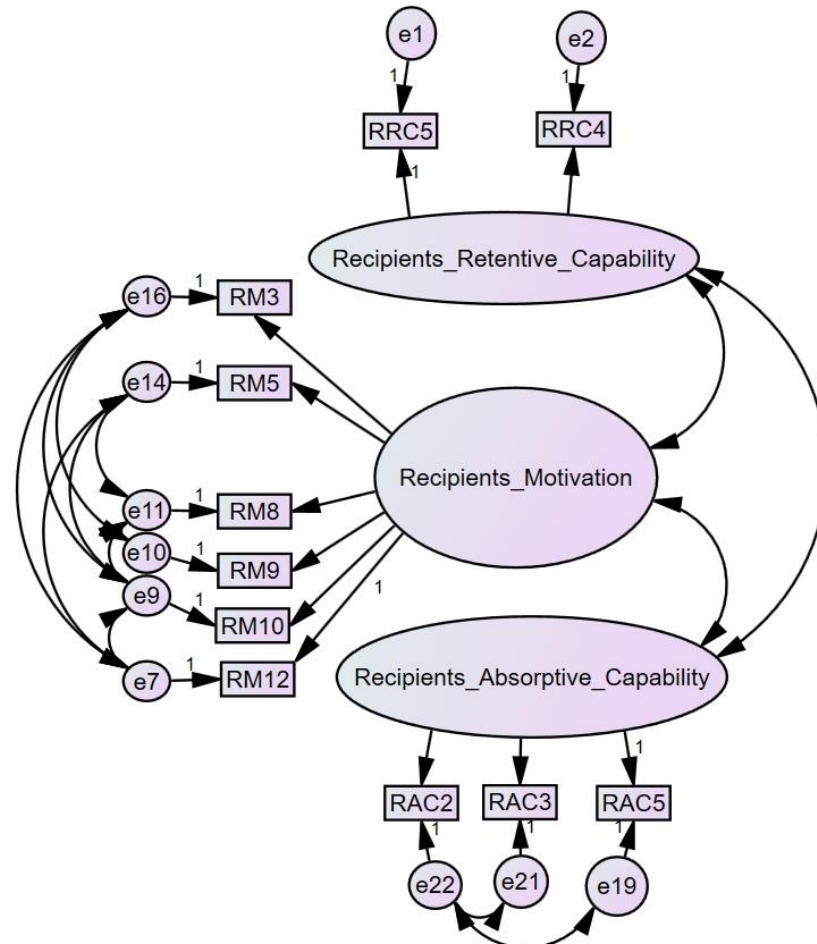 e1
e2
1
1
RRC5
RRC4
1
Recipients_Retentive_Capability
e16
1
RM3
e14
1
RM5
Recipients_Motivation
e11
1
RM8
e10
1
RM9
e9
1
RM10
1
e7
1
RM12
Recipients_Absorptive_Capability
1
RAC2
RAC3
RAC5
1
1
1
e22
e21
e19